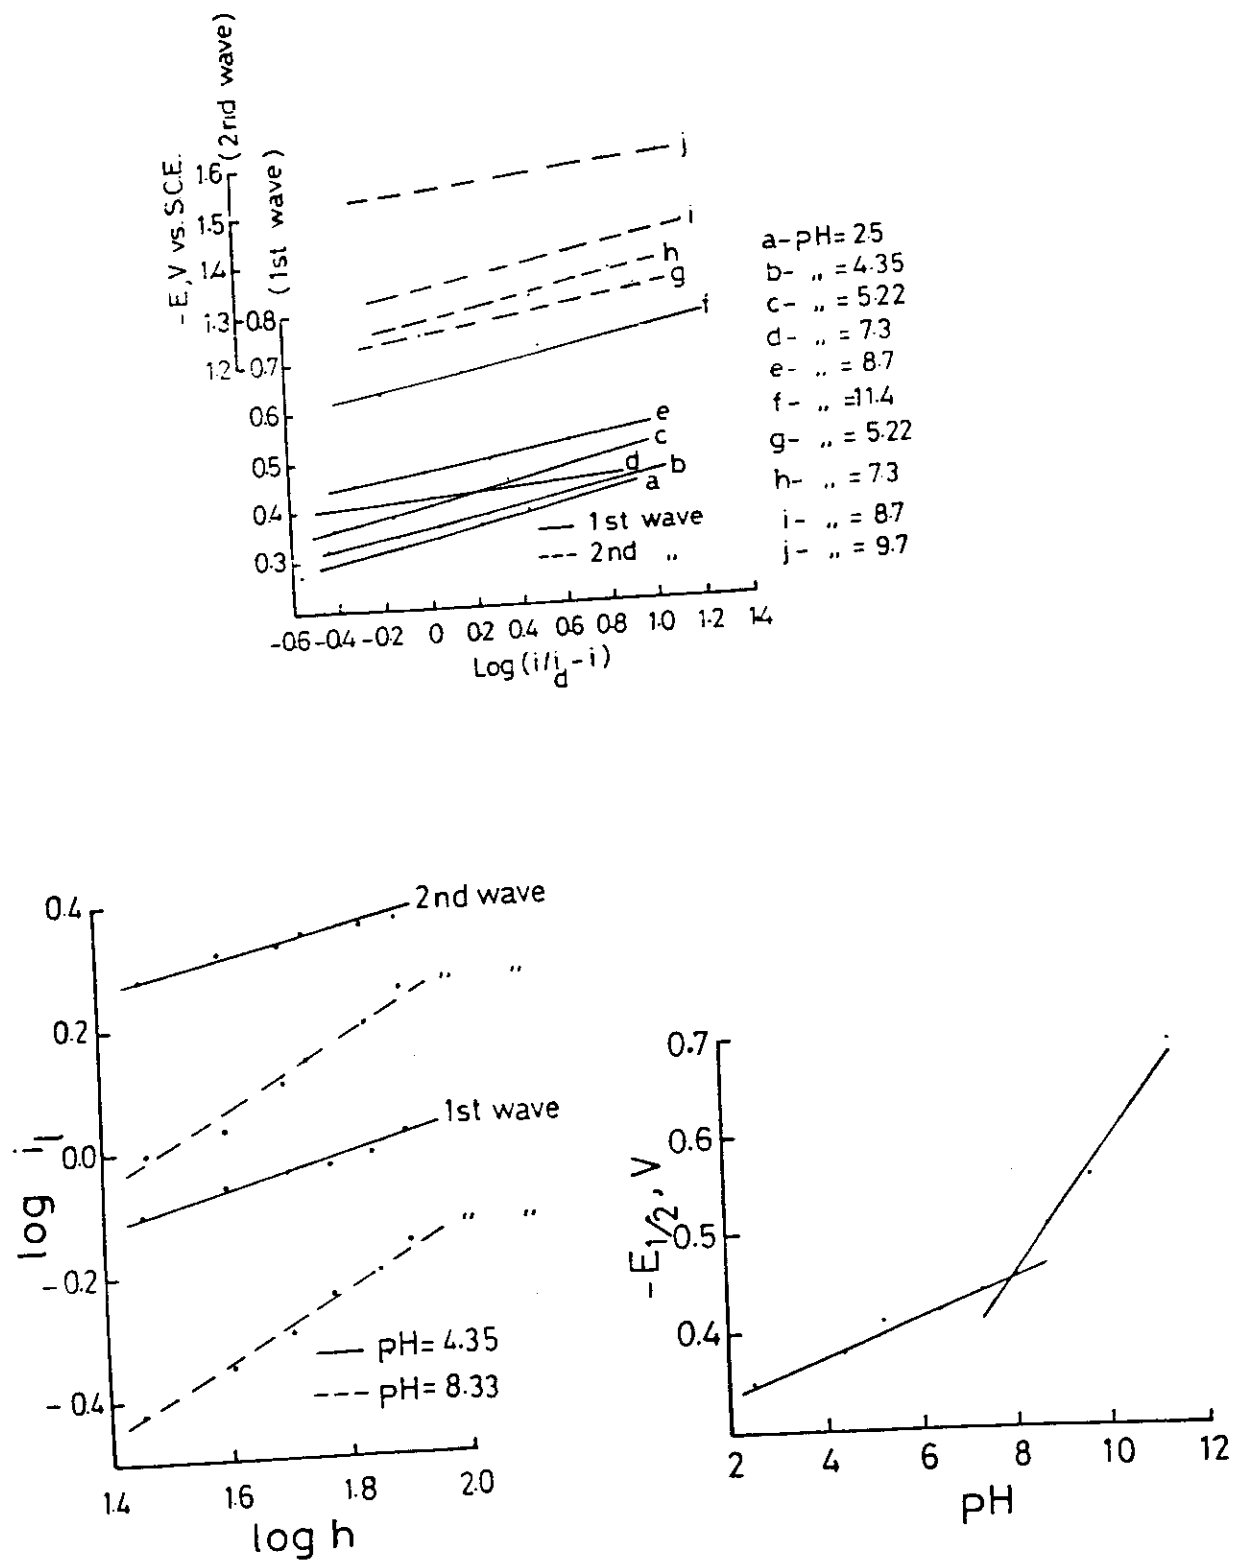 -E,V vs. S.C.E.
(2nd wave)
(1st wave)
1.6
1.5
1.4
1.3
1.2
0.8
0.7
0.6
0.5
0.4
0.3
j
i
h
g
f
e
c
d
b
a
— 1st wave
--- 2nd „
-0.6 -0.4 -0.2 0 0.2 0.4 0.6 0.8 1.0 1.2 1.4
Log (i/i_d - i)
a- pH= 2.5
b- „ = 4.35
c- „ = 5.22
d- „ = 7.3
e- „ = 8.7
f- „ = 11.4
g- „ = 5.22
h- „ = 7.3
i- „ = 8.7
j- „ = 9.7
log i_l
0.4
0.2
0.0
-0.2
-0.4
2nd wave
„ „
1st wave
„ „
— pH= 4.35
--- pH= 8.33
1.4 1.6 1.8 2.0
log h
-E1/2, V
0.7
0.6
0.5
0.4
2 4 6 8 10 12
pH